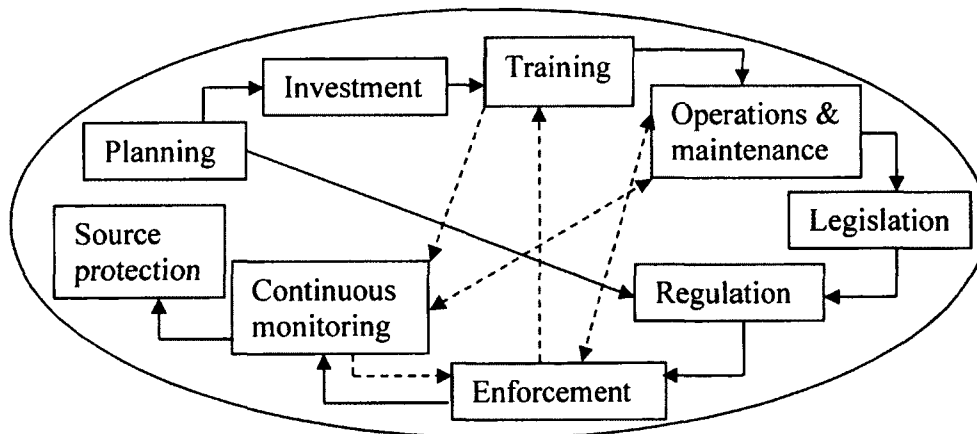 Training
Investment
Operations &
maintenance
Planning
Legislation
Source
protection
Continuous
monitoring
Regulation
Enforcement